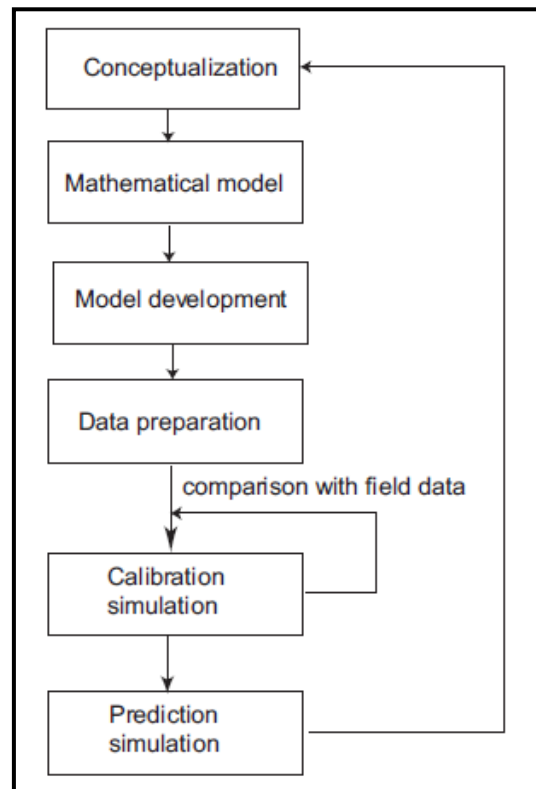 Conceptualization
Mathematical model
Model development
Data preparation
comparison with field data
Calibration
simulation
Prediction
simulation